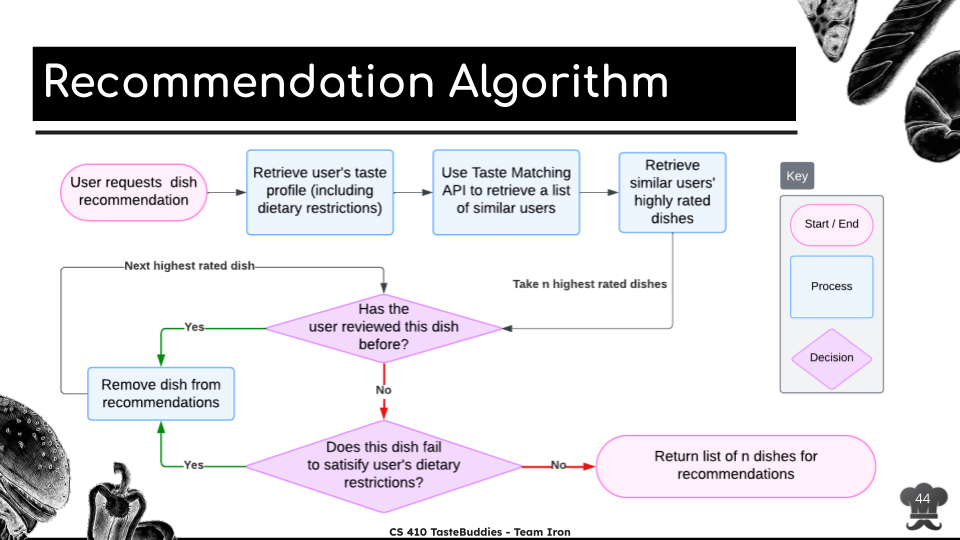 Recommendation Algorithm
User requests dish
recommendation
Retrieve user's taste
profile (including
dietary restrictions)
Use Taste Matching
API to retrieve a list
of similar users
Retrieve
similar users'
highly rated
dishes
Key
Start / End
Process
Decision
Next highest rated dish
Take n highest rated dishes
Has the
user reviewed this dish
before?
Yes
No
Remove dish from
recommendations
Does this dish fail
to satisify user's dietary
restrictions?
Yes
No
Return list of n dishes for
recommendations
44
CS 410 TasteBuddies - Team Iron